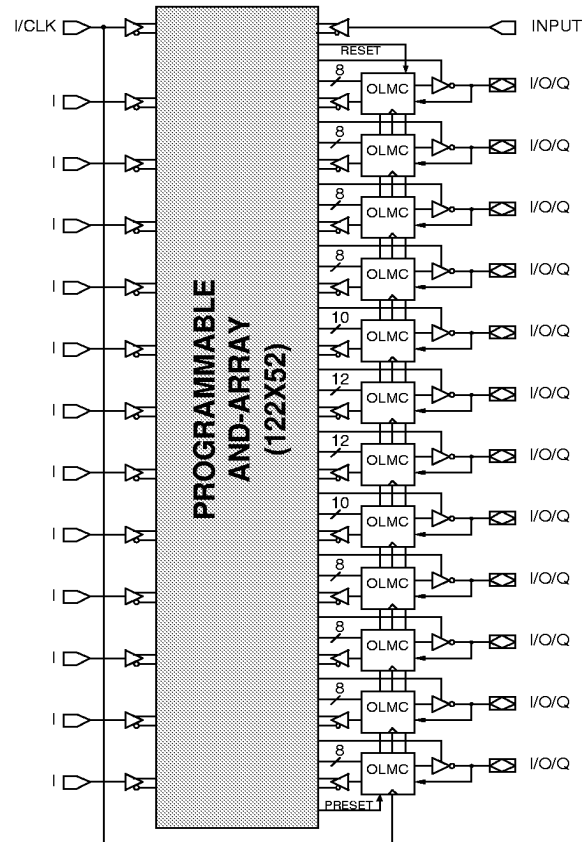 I/CLK
INPUT
RESET
8
OLMC
I/O/Q
I
8
OLMC
I/O/Q
I
8
OLMC
I/O/Q
I
8
OLMC
I/O/Q
I
10
OLMC
I/O/Q
I
12
OLMC
I/O/Q
I
12
OLMC
I/O/Q
I
10
OLMC
I/O/Q
I
8
OLMC
I/O/Q
I
8
OLMC
I/O/Q
I
8
OLMC
I/O/Q
I
8
OLMC
I/O/Q
I
PRESET
PROGRAMMABLE
AND-ARRAY
(122X52)